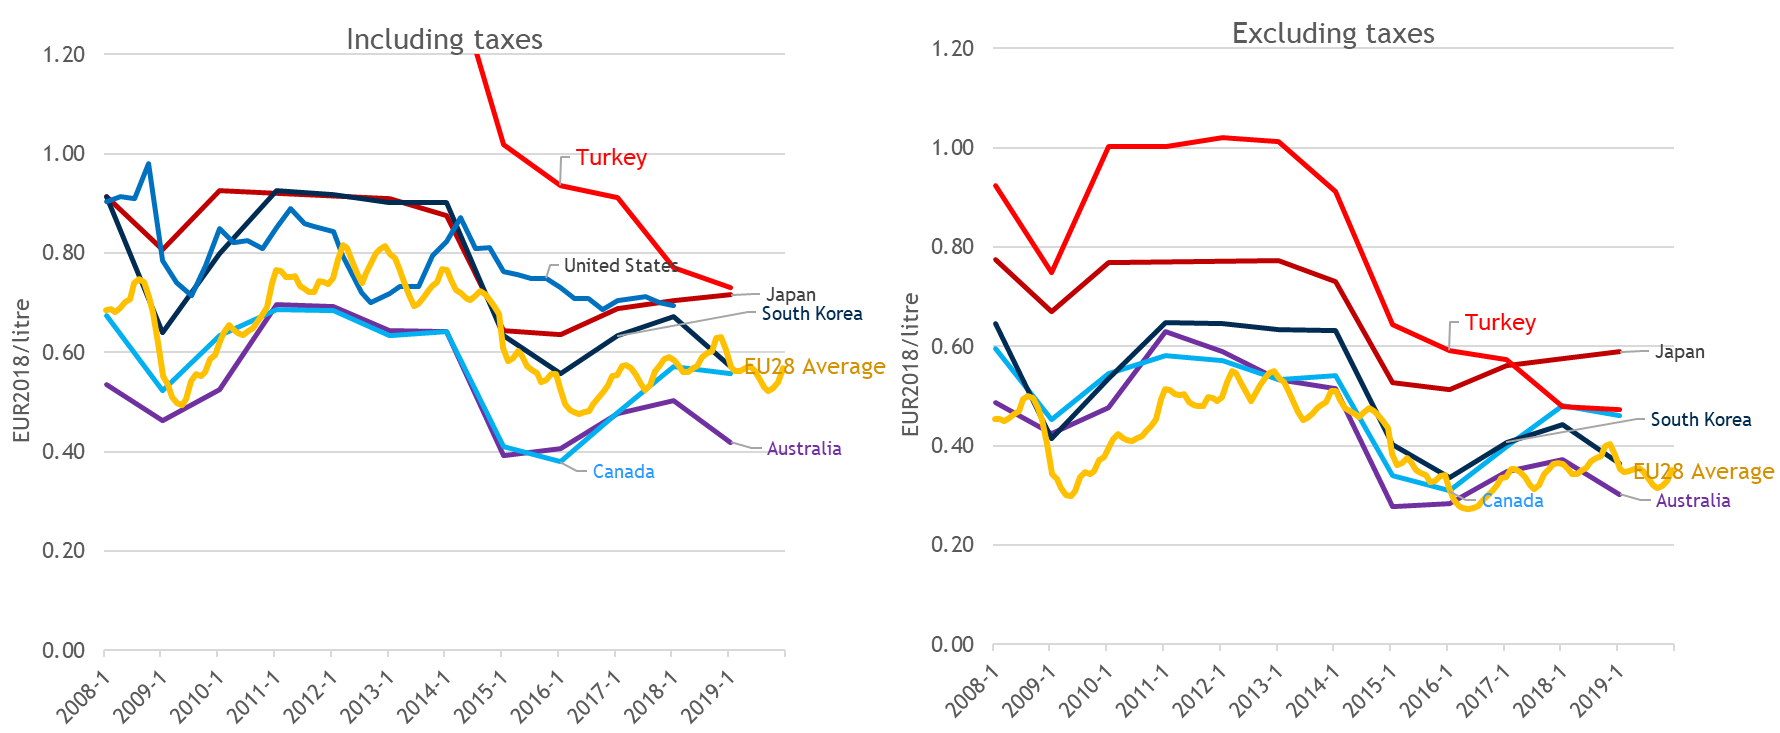 Including taxes
1.20
1.00
0.80
0.60
0.40
0.20
0.00
EUR2018/litre
Turkey
United States
Japan
South Korea
EU28 Average
Australia
Canada
2008-1
2009-1
2010-1
2011-1
2012-1
2013-1
2014-1
2015-1
2016-1
2017-1
2018-1
2019-1
Excluding taxes
1.20
1.00
0.80
0.60
0.40
0.20
0.00
EUR2018/litre
Turkey
Japan
South Korea
EU28 Average
Canada
Australia
2008-1
2009-1
2010-1
2011-1
2012-1
2013-1
2014-1
2015-1
2016-1
2017-1
2018-1
2019-1